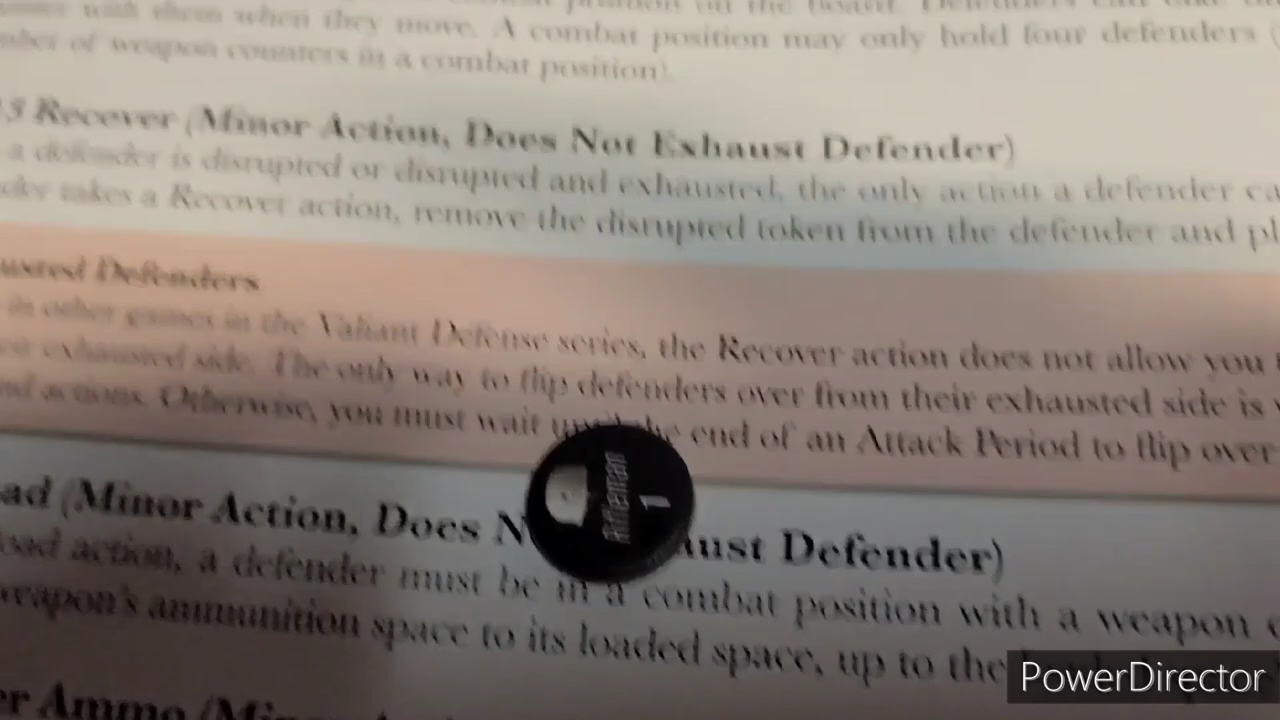 with them when they move. A combat position may only hold four defenders (
of weapon counters in a combat position).
Recover (Minor Action, Does Not Exhaust Defender)
a defender is disrupted or disrupted and exhausted, the only action a defender ca
takes a Recover action, remove the disrupted token from the defender and pl
usted Defenders
in other games in the Valiant Defense series, the Recover action does not allow you
exhausted side. The only way to flip defenders over from their exhausted side is
actions. Otherwise, you must wait until the end of an Attack Period to flip over
ad (Minor Action, Does N ust Defender)
oad action, a defender must be in a combat position with a weapon
weapon's ammunition space to its loaded space, up to the
Ammo
Rifleman
1
PowerDirector